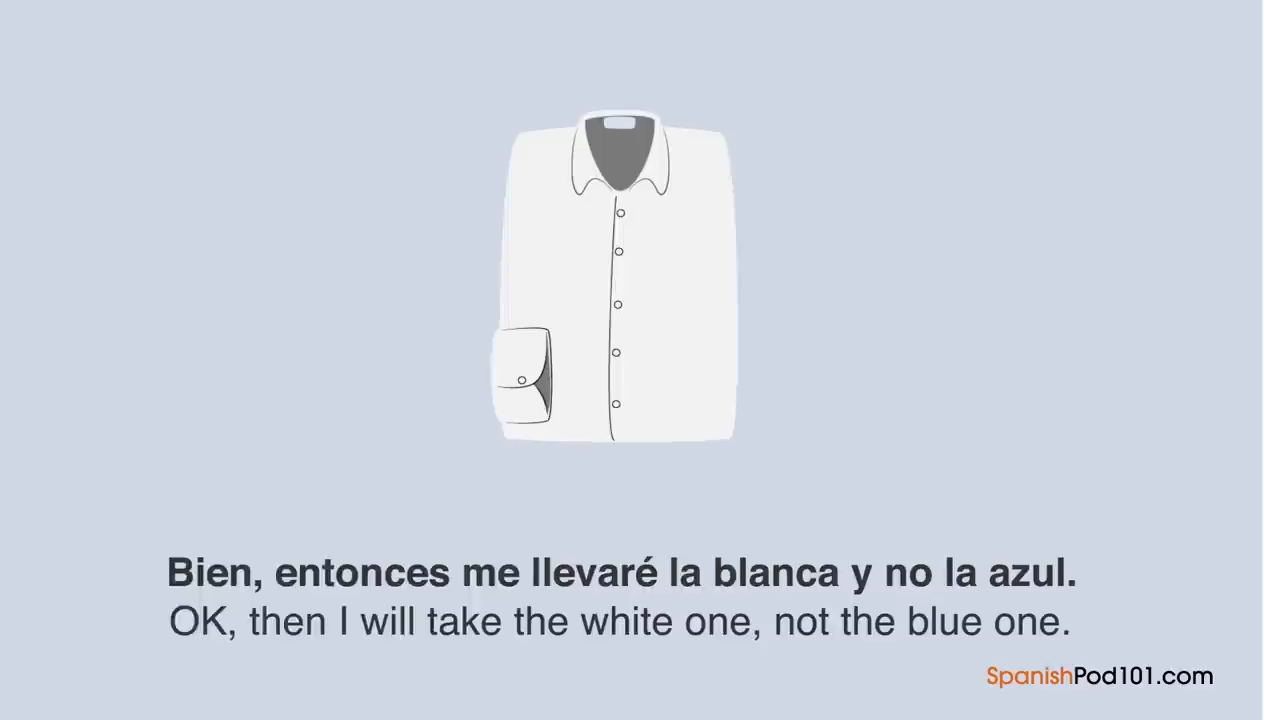 Bien, entonces me llevaré la blanca y no la azul.
OK, then I will take the white one, not the blue one.
SpanishPod101.com